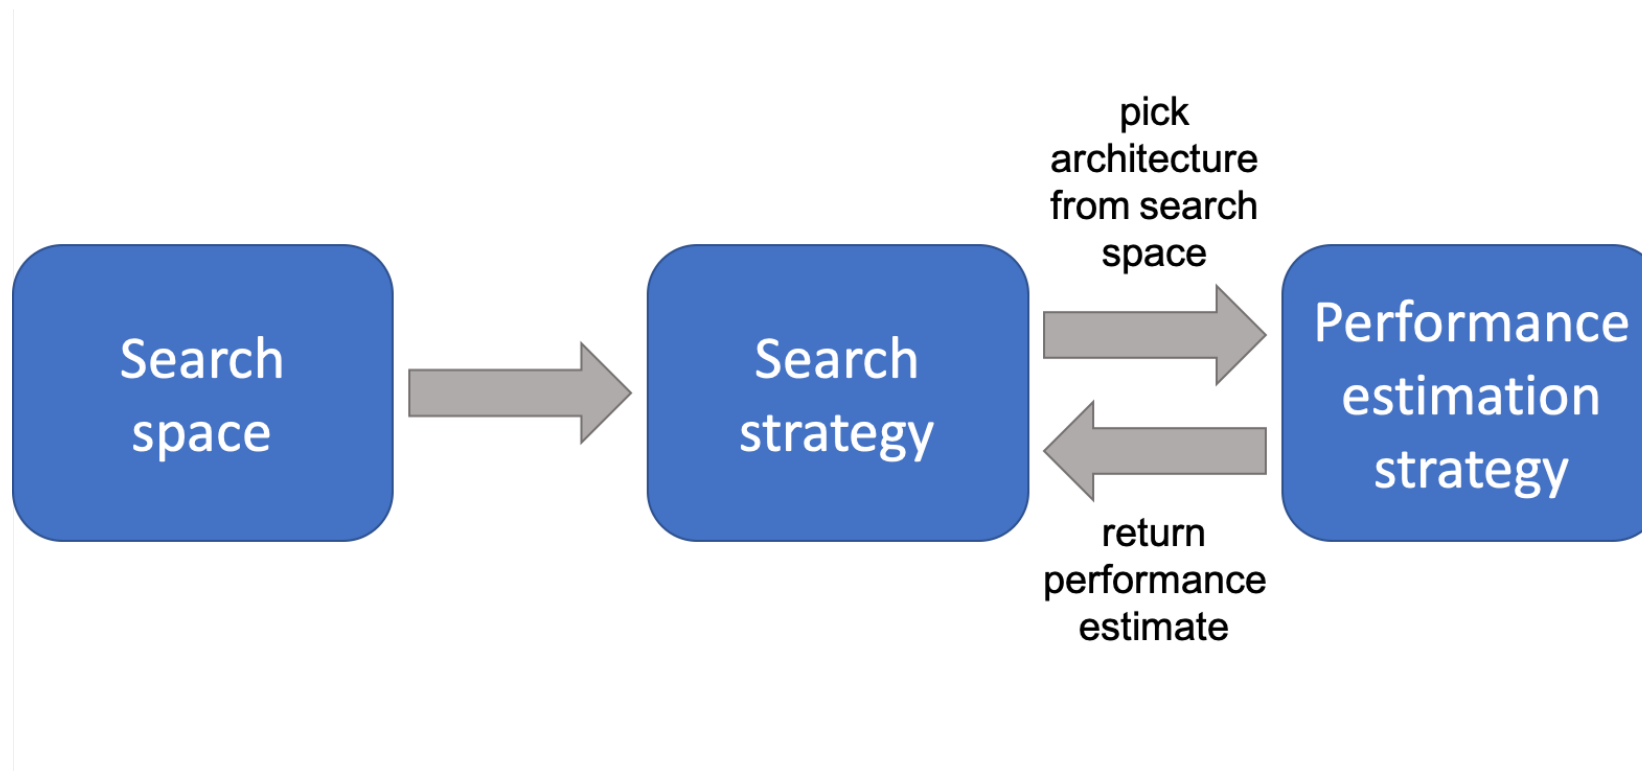 Search
space
Search
strategy
pick
architecture
from search
space
return
performance
estimate
Performance
estimation
strategy